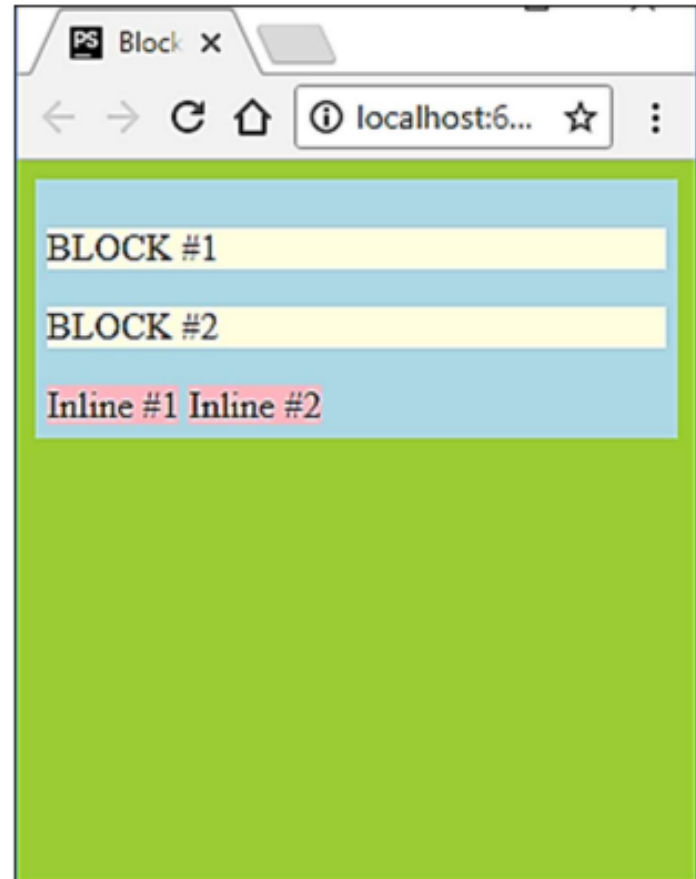 PS Block
localhost:6...
BLOCK #1
BLOCK #2
Inline #1 Inline #2